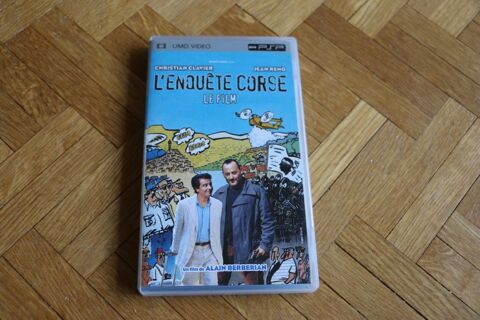 UMD VIDEO PSP
CHRISTIAN CLAVIER JEAN RENO
L'ENQUÊTE CORSE
LE FILM
Un film de ALAIN BERBERIAN